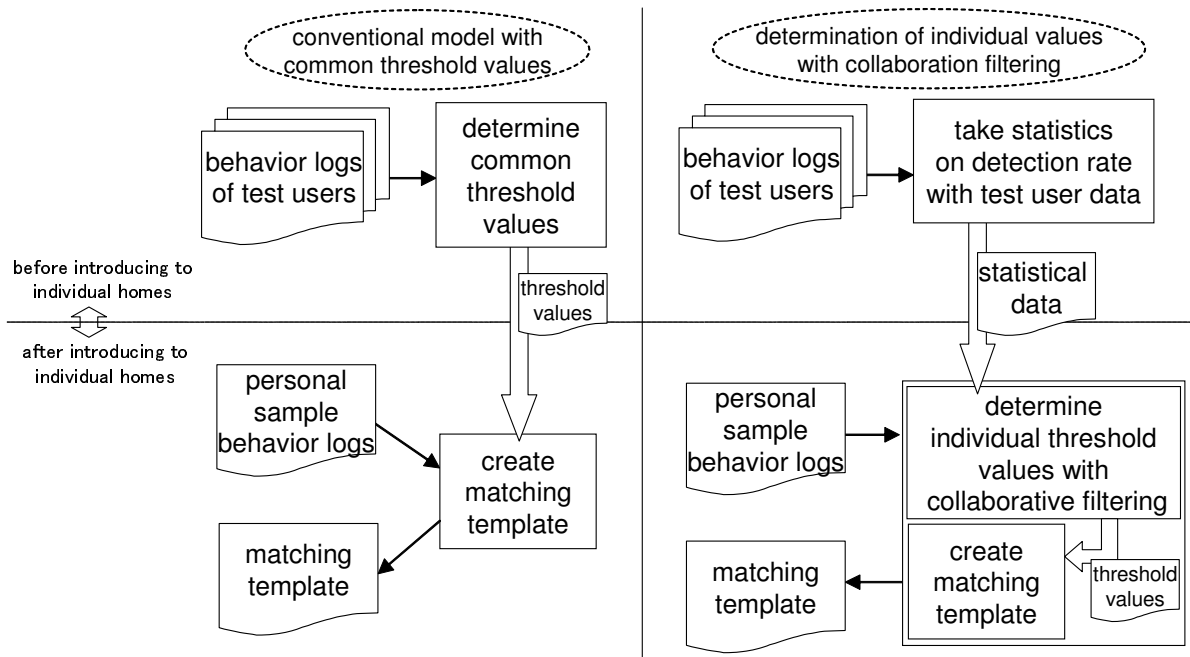 conventional model with
common threshold values
behavior logs
of test users
determine
common
threshold
values
threshold
values
before introducing to
individual homes
after introducing to
individual homes
personal
sample
behavior logs
create
matching
template
matching
template
determination of individual values
with collaboration filtering
behavior logs
of test users
take statistics
on detection rate
with test user data
statistical
data
personal
sample
behavior logs
determine
individual threshold
values with
collaborative filtering
create
matching
template
threshold
values
matching
template